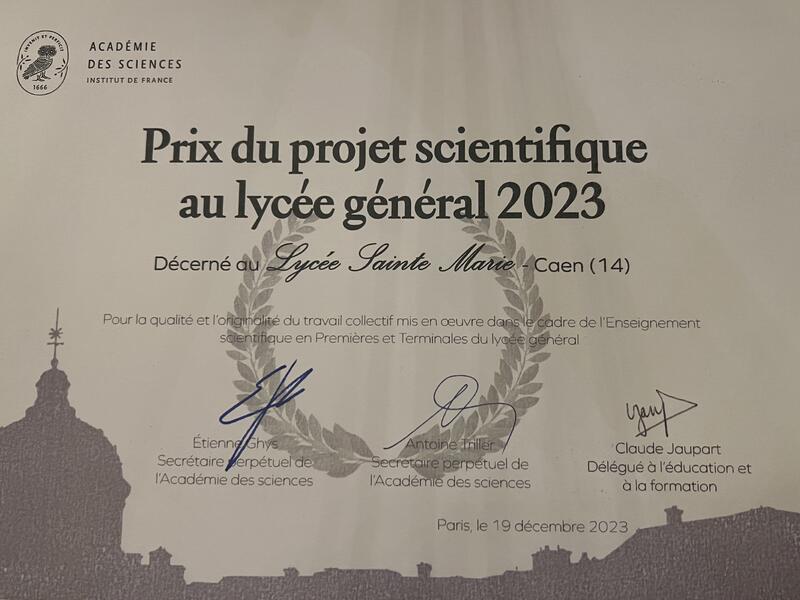 INVENIT ET PERFICIT
1666
ACADÉMIE
DES SCIENCES
INSTITUT DE FRANCE
Prix du projet scientifique
au lycée général 2023
Décerné au Lycée Sainte Marie - Caen (14)
Pour la qualité et l'originalité du travail collectif mis en œuvre dans le cadre de l'Enseignement
scientifique en Premières et Terminales du lycée général
Étienne Ghys
Secrétaire perpétuel de
l'Académie des sciences
Antoine Triller
Secrétaire perpétuel de
l'Académie des sciences
Claude Jaupart
Délégué à l'éducation et
à la formation
Paris, le 19 décembre 2023